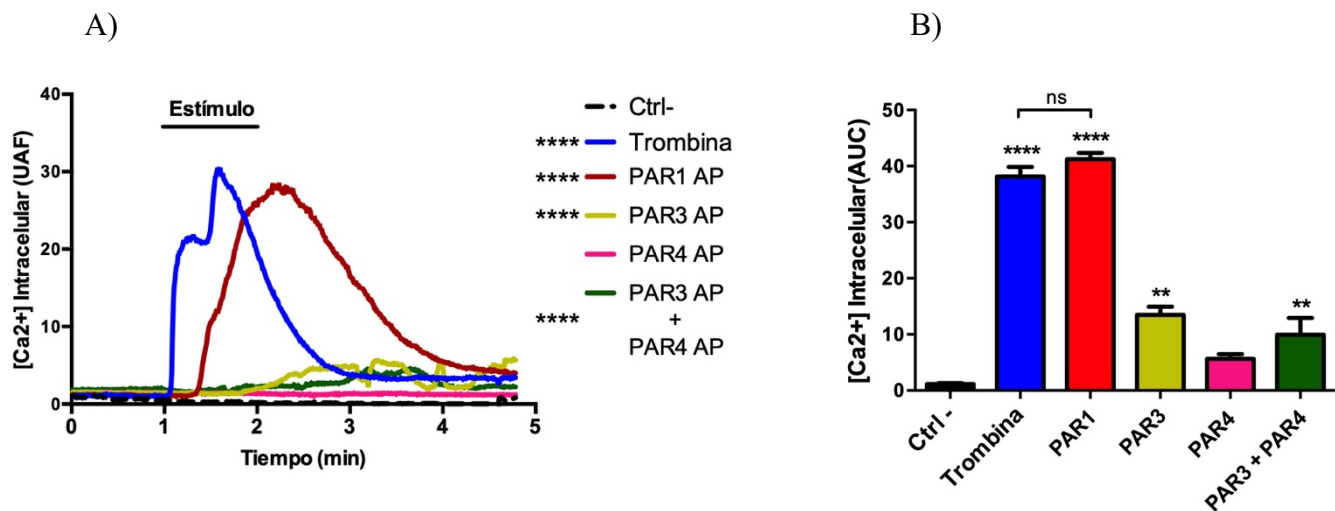 A)
B)
[Ca2+] Intracelular (UAF)
40
30
20
10
0
Estímulo
0 1 2 3 4 5
Tiempo (min)
Ctrl-
**** Trombina
**** PAR1 AP
**** PAR3 AP
PAR4 AP
PAR3 AP
**** +
PAR4 AP
[Ca2+] Intracelular(AUC)
50
40
30
20
10
0
ns
****
****
**
**
Ctrl -
Trombina
PAR1
PAR3
PAR4
PAR3 + PAR4